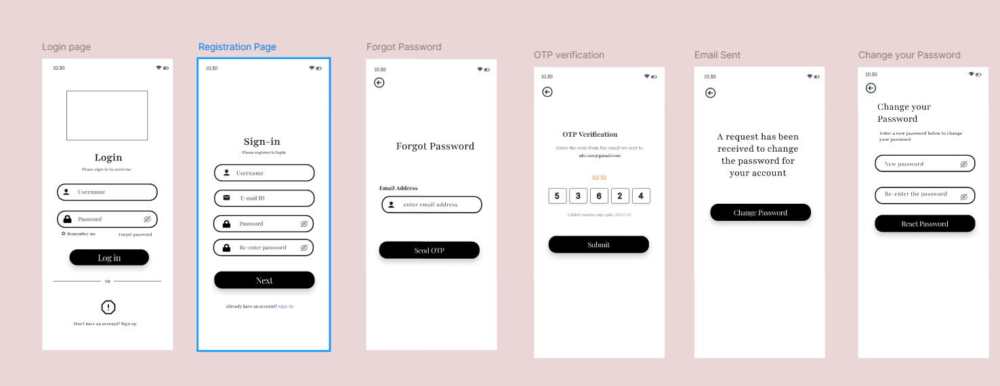 Login page
10.30
Login
Please sign-in to continue
Username
Password
Remember me
Forgot password
Log in
Or
Don't have an account? Sign up
Registration Page
10.30
Sign-in
Please register to login
Username
E-mail ID
Password
Re-enter password
Next
Already have an account? Sign-in
Forgot Password
10.30
Forgot Password
Email Address
enter email address
Send OTP
OTP verification
10.30
OTP Verification
Enter the code from the email we sent to
abc.sse@gmail.com
02:32
5 3 6 2 4
I didn't receive any code. RESEND
Submit
Email Sent
10.30
A request has been
received to change
the password for
your account
Change Password
Change your Password
10.30
Change your
Password
Enter a new password below to change
your password
New password
Re-enter the password
Reset Password